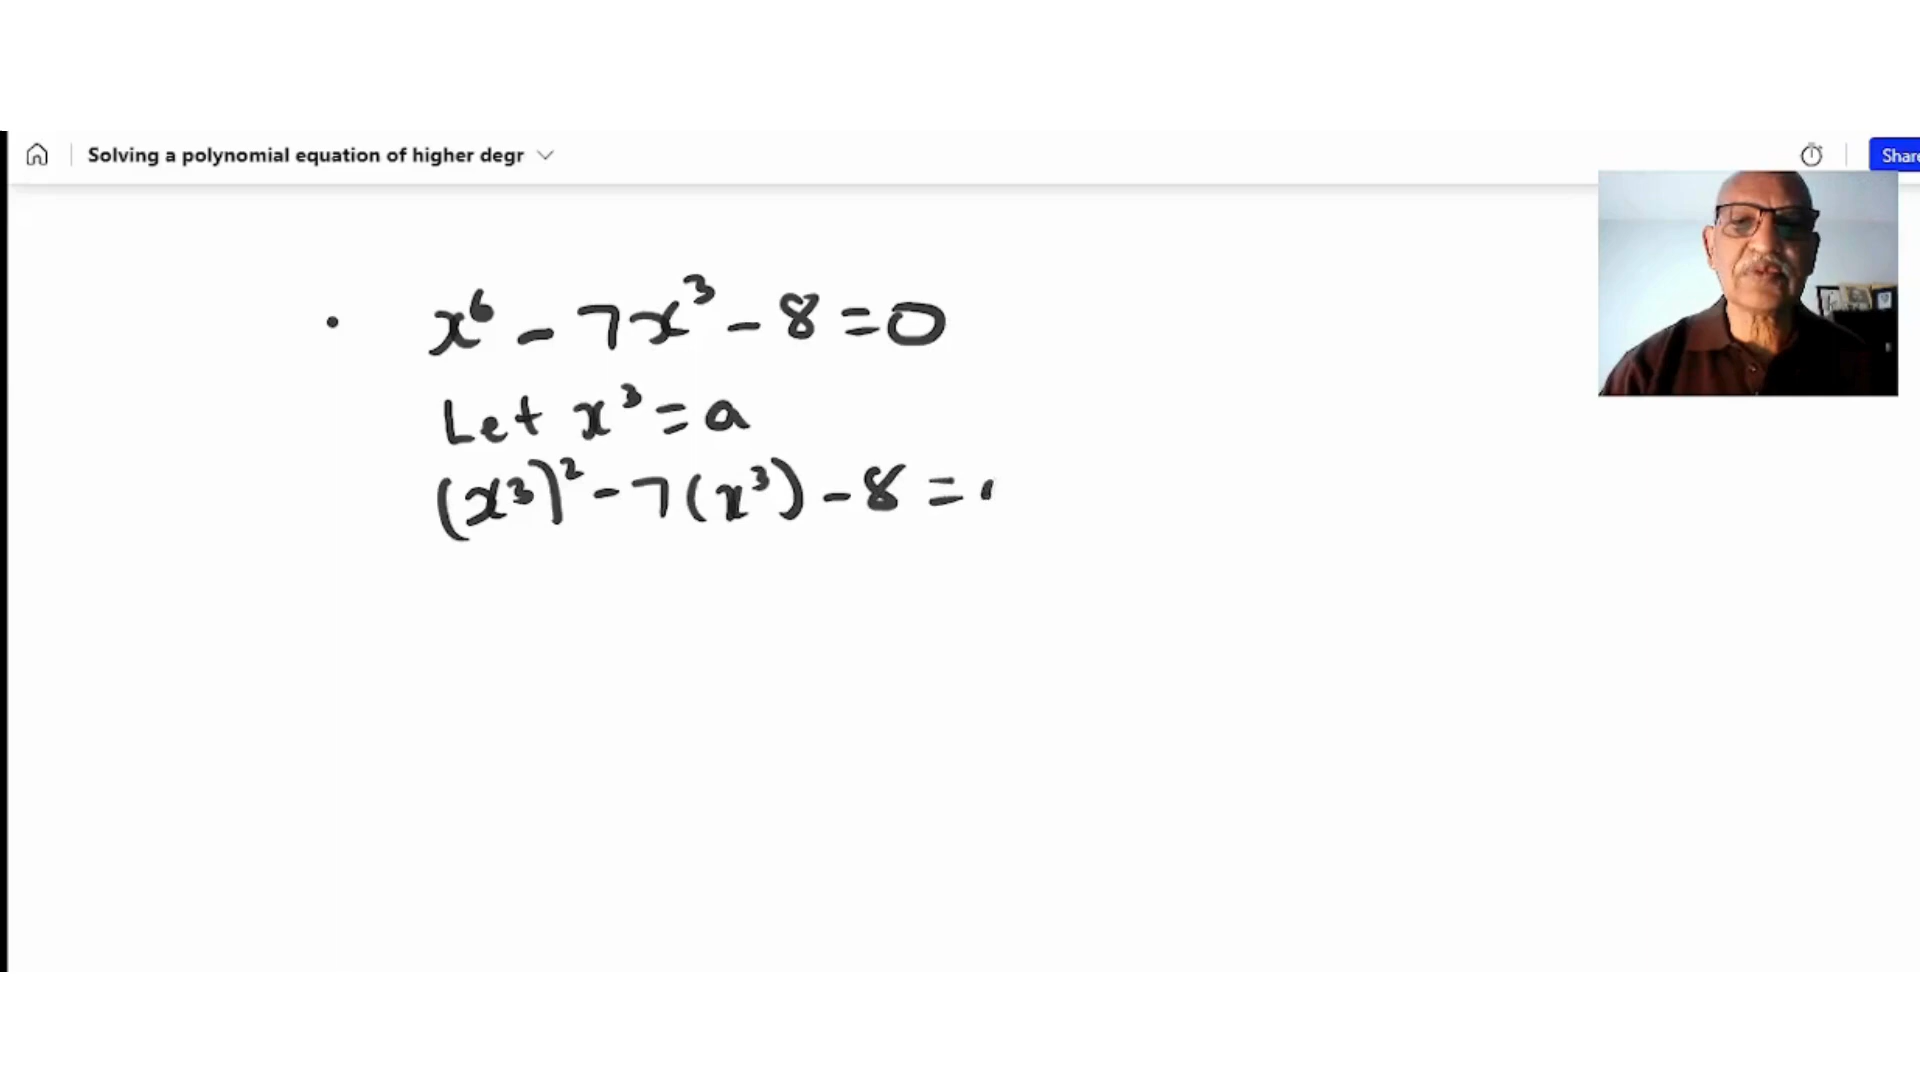 Solving a polynomial equation of higher degr
Share
x⁶ - 7x³ - 8 = 0
Let x³ = a
(x³)² - 7(x³) - 8 =